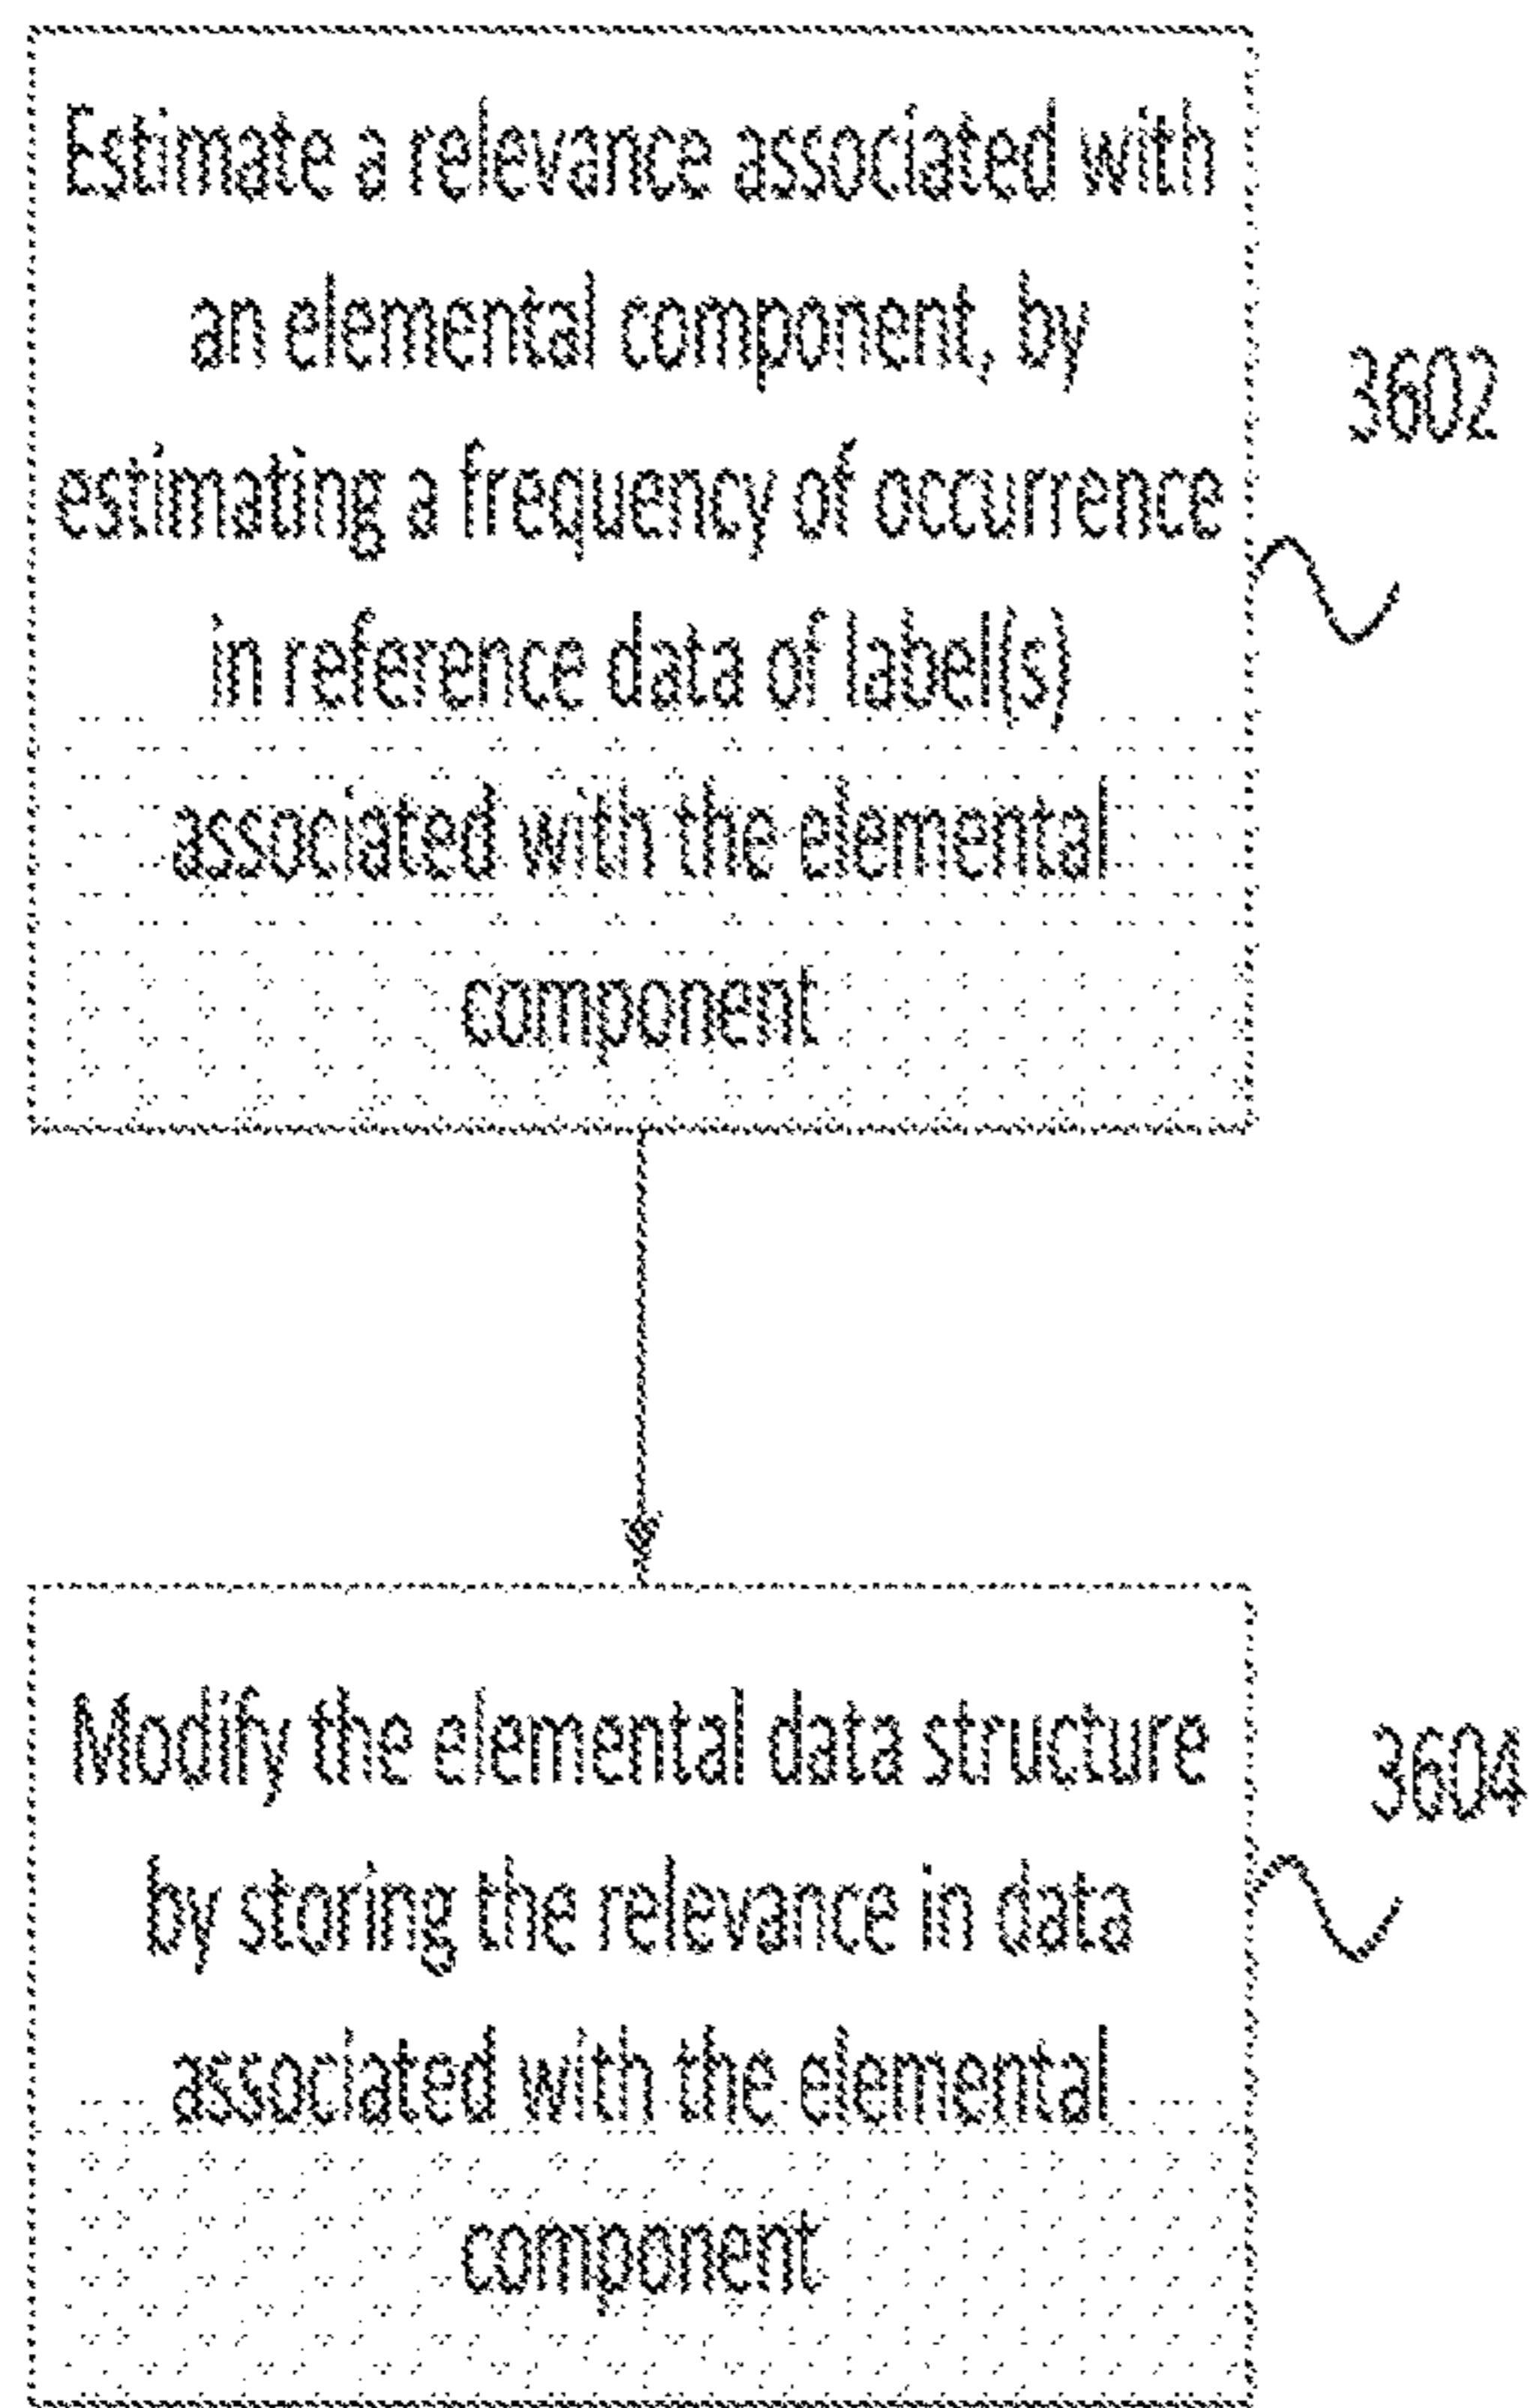 Estimate a relevance associated with
an elemental component, by
3602
estimating a frequency of occurrence
in reference data of label(s)
associated with the elemental
component
Modify the elemental data structure
3604
by storing the relevance in data
associated with the elemental
component